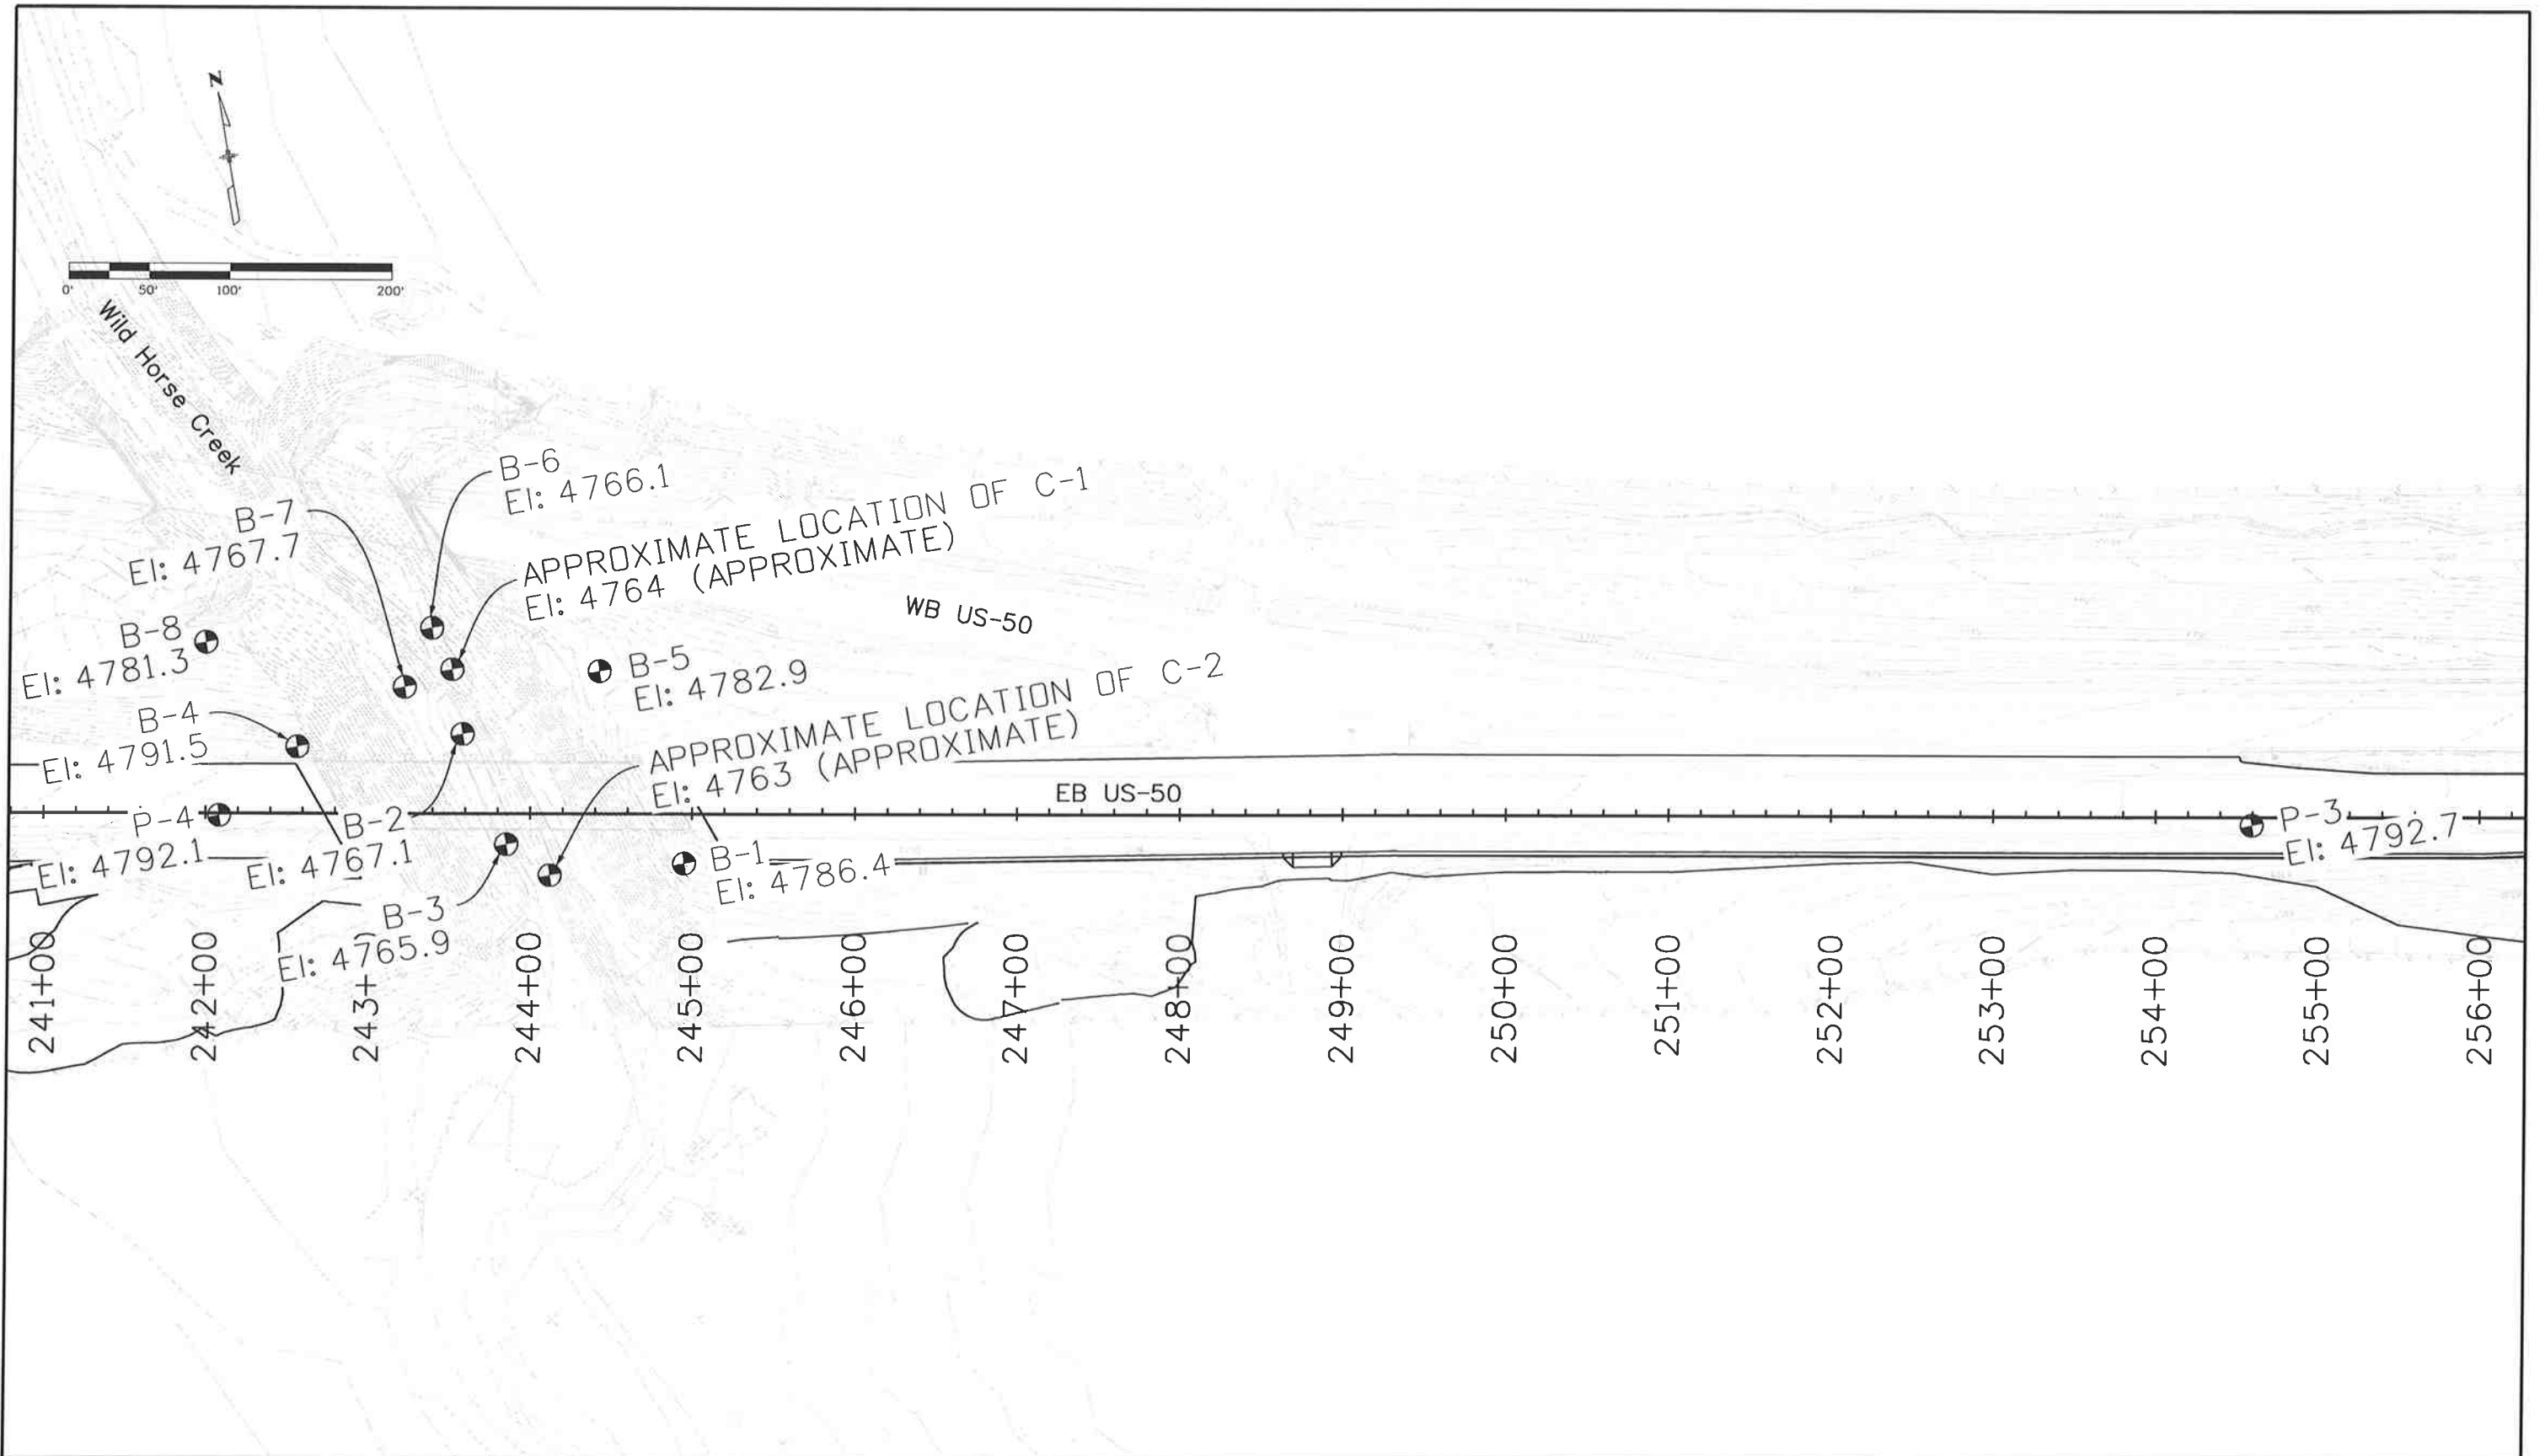 N
0'
50'
100'
200'
Wild Horse Creek
B-6
El: 4766.1
B-7
El: 4767.7
APPROXIMATE LOCATION OF C-1
El: 4764 (APPROXIMATE)
WB US-50
B-8
El: 4781.3
B-5
El: 4782.9
B-4
El: 4791.5
APPROXIMATE LOCATION OF C-2
El: 4763 (APPROXIMATE)
EB US-50
P-4
El: 4792.1
B-2
El: 4767.1
B-1
El: 4786.4
P-3
El: 4792.7
B-3
El: 4765.9
241+00
242+00
243+
244+00
245+00
246+00
247+00
248+00
249+00
250+00
251+00
252+00
253+00
254+00
255+00
256+00